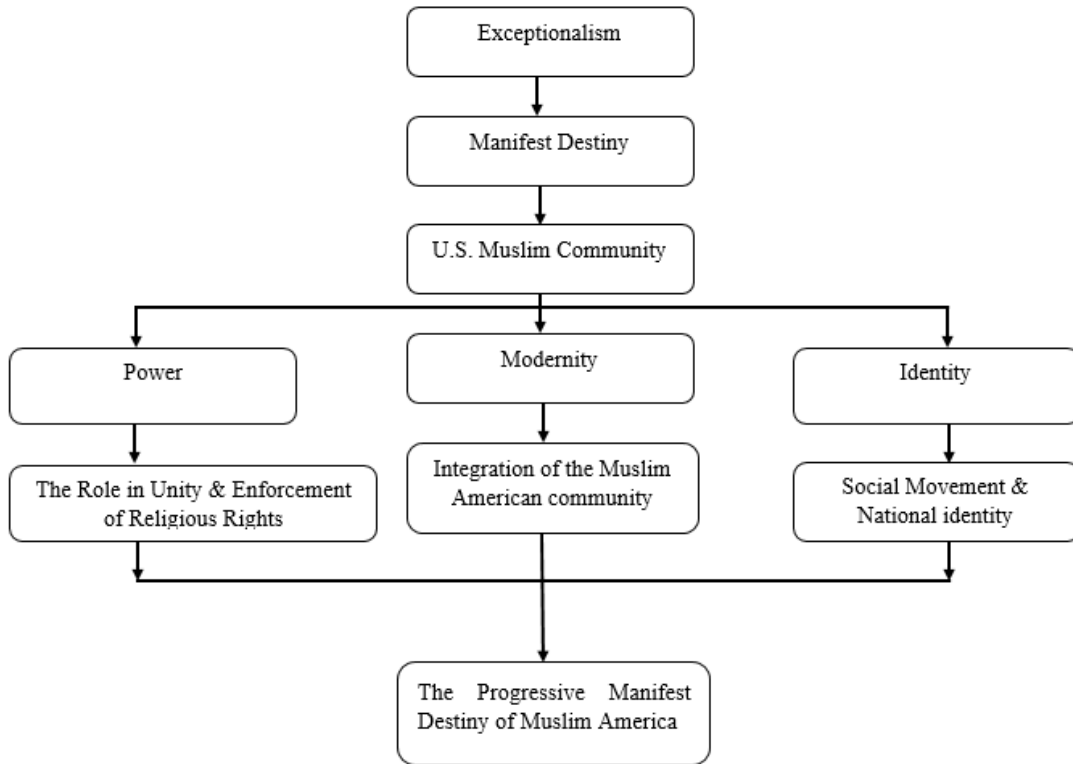 Exceptionalism
Manifest Destiny
U.S. Muslim Community
Power
Modernity
Identity
The Role in Unity & Enforcement
of Religious Rights
Integration of the Muslim
American community
Social Movement &
National identity
The Progressive Manifest
Destiny of Muslim America